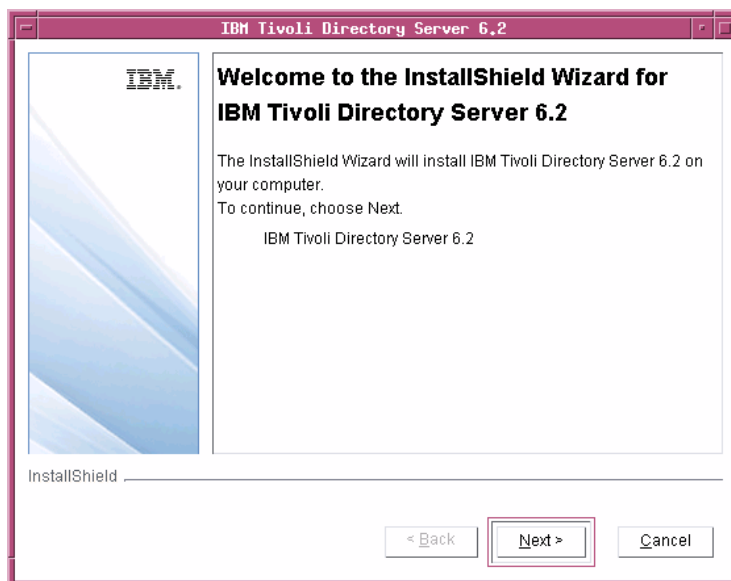 IBM Tivoli Directory Server 6.2
IBM.
Welcome to the InstallShield Wizard for
IBM Tivoli Directory Server 6.2
The InstallShield Wizard will install IBM Tivoli Directory Server 6.2 on
your computer.
To continue, choose Next.
IBM Tivoli Directory Server 6.2
InstallShield
< Back
Next >
Cancel